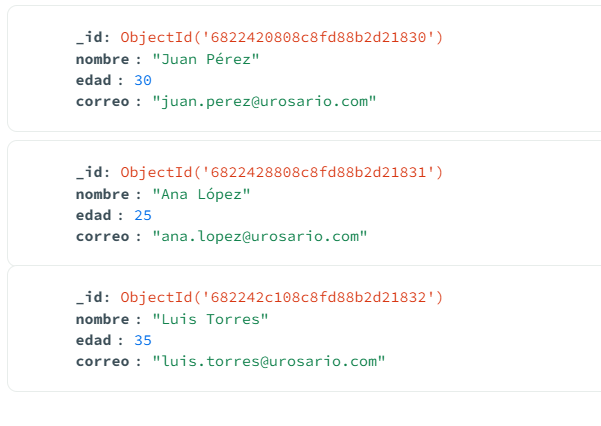 _id: ObjectId('6822420808c8fd88b2d21830')
nombre : "Juan Pérez"
edad : 30
correo : "juan.perez@urosario.com"
_id: ObjectId('6822428808c8fd88b2d21831')
nombre : "Ana López"
edad : 25
correo : "ana.lopez@urosario.com"
_id: ObjectId('682242c108c8fd88b2d21832')
nombre : "Luis Torres"
edad : 35
correo : "luis.torres@urosario.com"